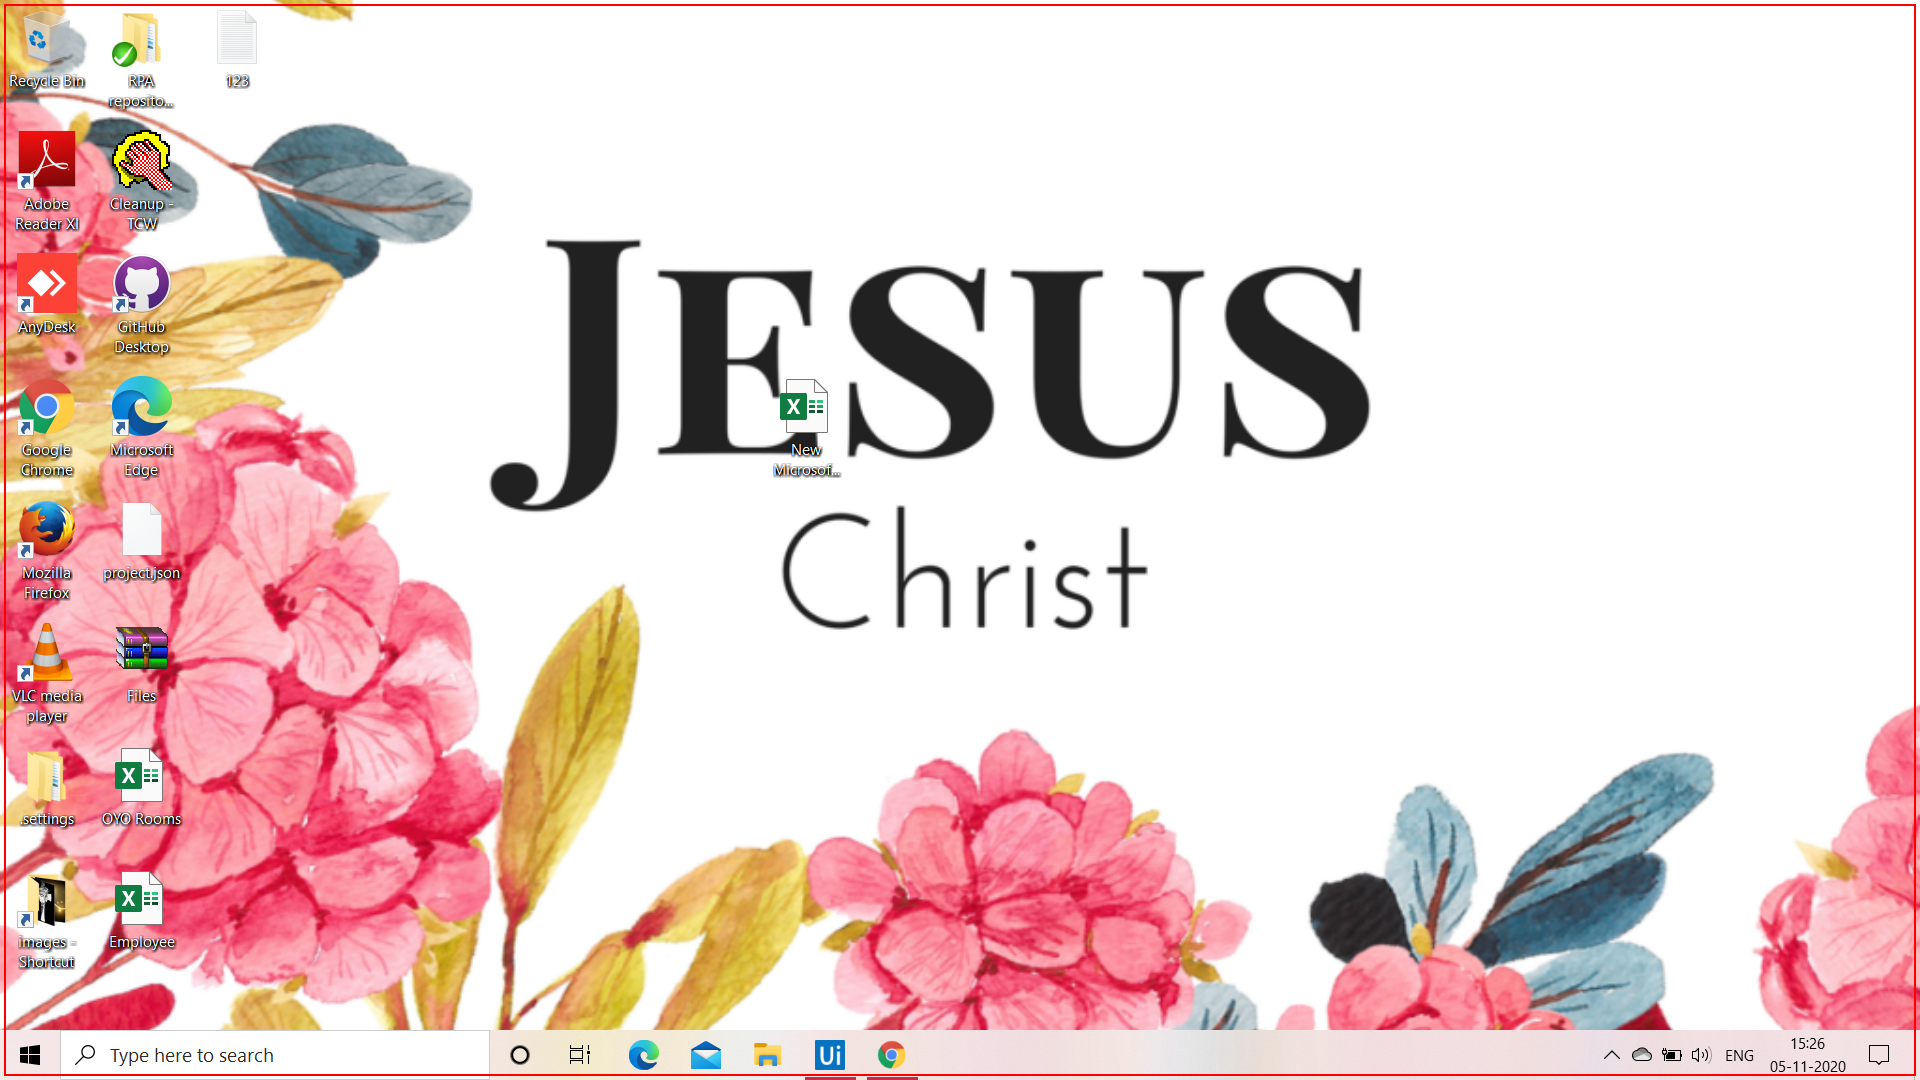 Recycle Bin
RPA
reposito...
123
Adobe
Reader XI
Cleanup -
TCW
AnyDesk
GitHub
Desktop
Google
Chrome
Microsoft
Edge
Mozilla
Firefox
project.json
VLC media
player
Files
.settings
OYO Rooms
images -
Shortcut
Employee
JESUS
New
Microsof...
Christ
Type here to search
Ui
ENG
15:26
05-11-2020